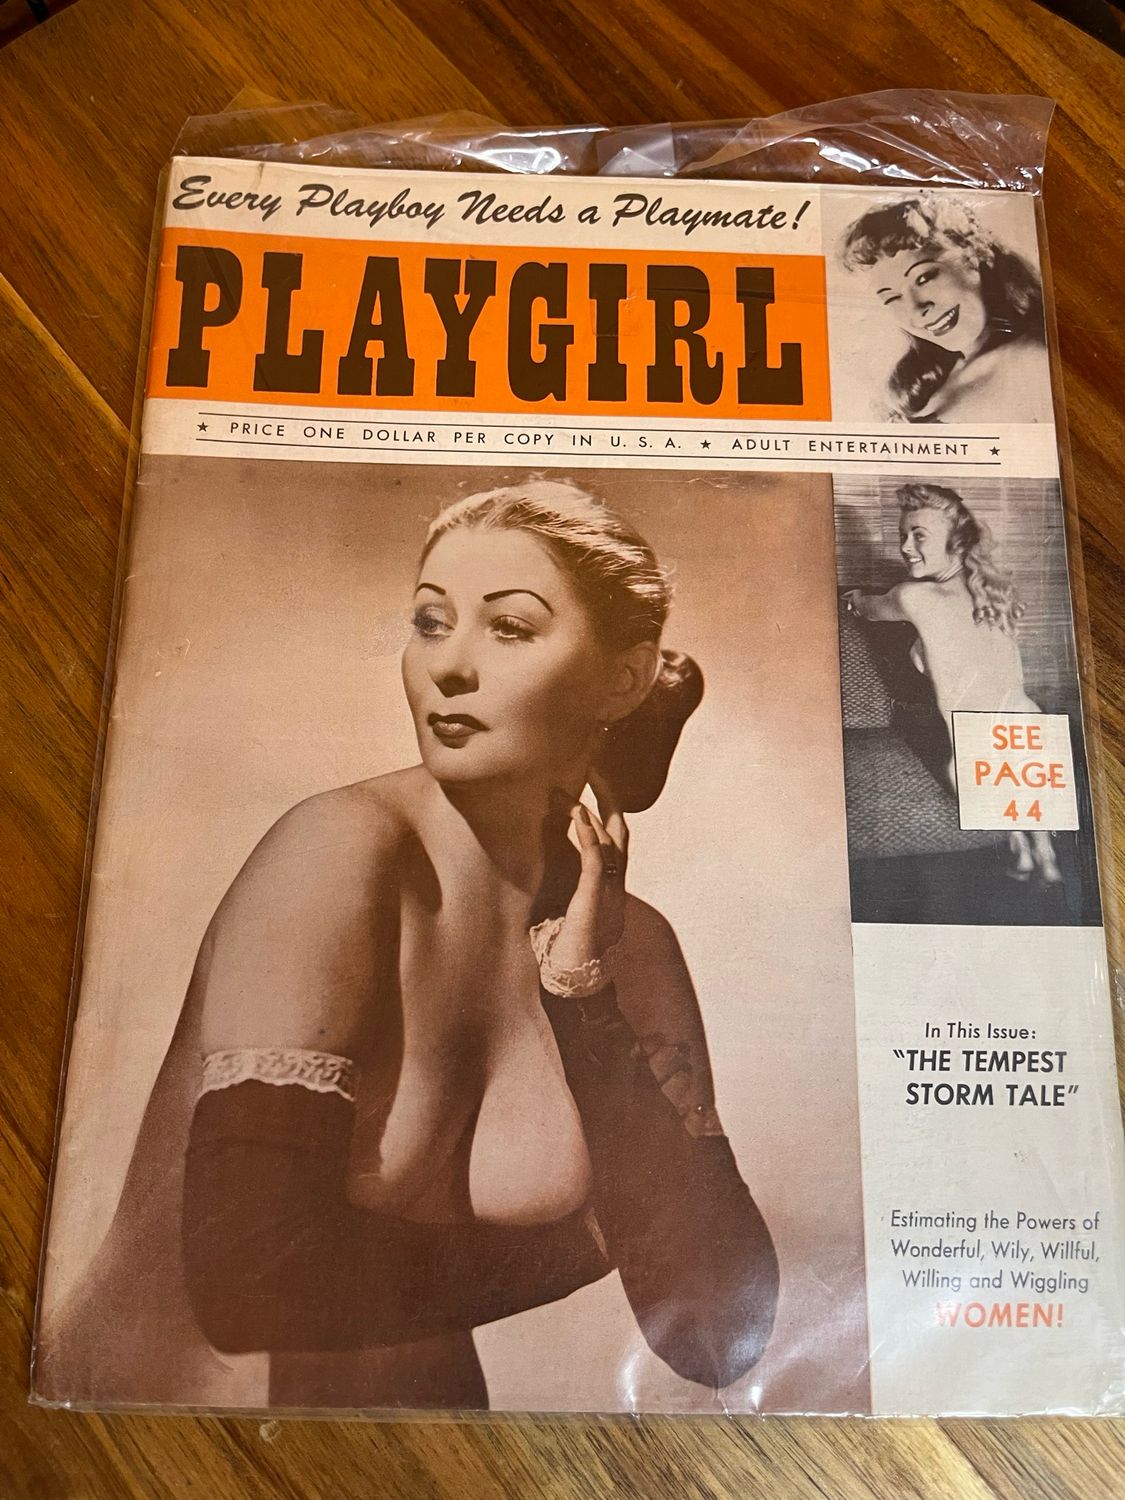 Every Playboy Needs a Playmate!
PLAYGIRL
★ PRICE ONE DOLLAR PER COPY IN U. S. A. ★ ADULT ENTERTAINMENT ★
SEE
PAGE
44
In This Issue:
"THE TEMPEST
STORM TALE"
Estimating the Powers of
Wonderful, Wily, Willful,
Willing and Wiggling
WOMEN!